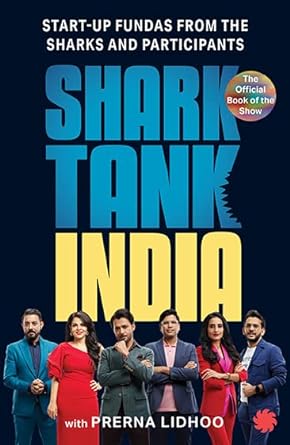 START-UP FUNDAS FROM THE
SHARKS AND PARTICIPANTS
SHARK
The
Official
Book of the
Show
TANK
INDIA
with PRERNA LIDHOO